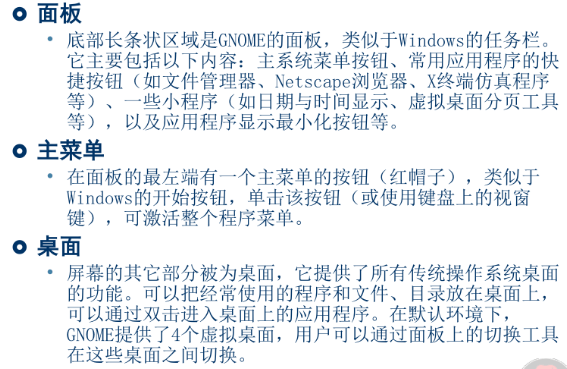 面板
底部长条状区域是GNOME的面板，类似于Windows的任务栏。
它主要包括以下内容：主系统菜单按钮、常用应用程序的快
捷按钮（如文件管理器、Netscape浏览器、X终端仿真程序
等）、一些小程序（如日期与时间显示、虚拟桌面分页工具
等），以及应用程序显示最小化按钮等。
主菜单
在面板的最左端有一个主菜单的按钮（红帽子），类似于
Windows的开始按钮，单击该按钮（或使用键盘上的视窗
键），可激活整个程序菜单。
桌面
屏幕的其它部分被为桌面，它提供了所有传统操作系统桌面
的功能。可以把经常使用的程序和文件、目录放在桌面上，
可以通过双击进入桌面上的应用程序。在默认环境下，
GNOME提供了4个虚拟桌面，用户可以通过面板上的切换工具
在这些桌面之间切换。